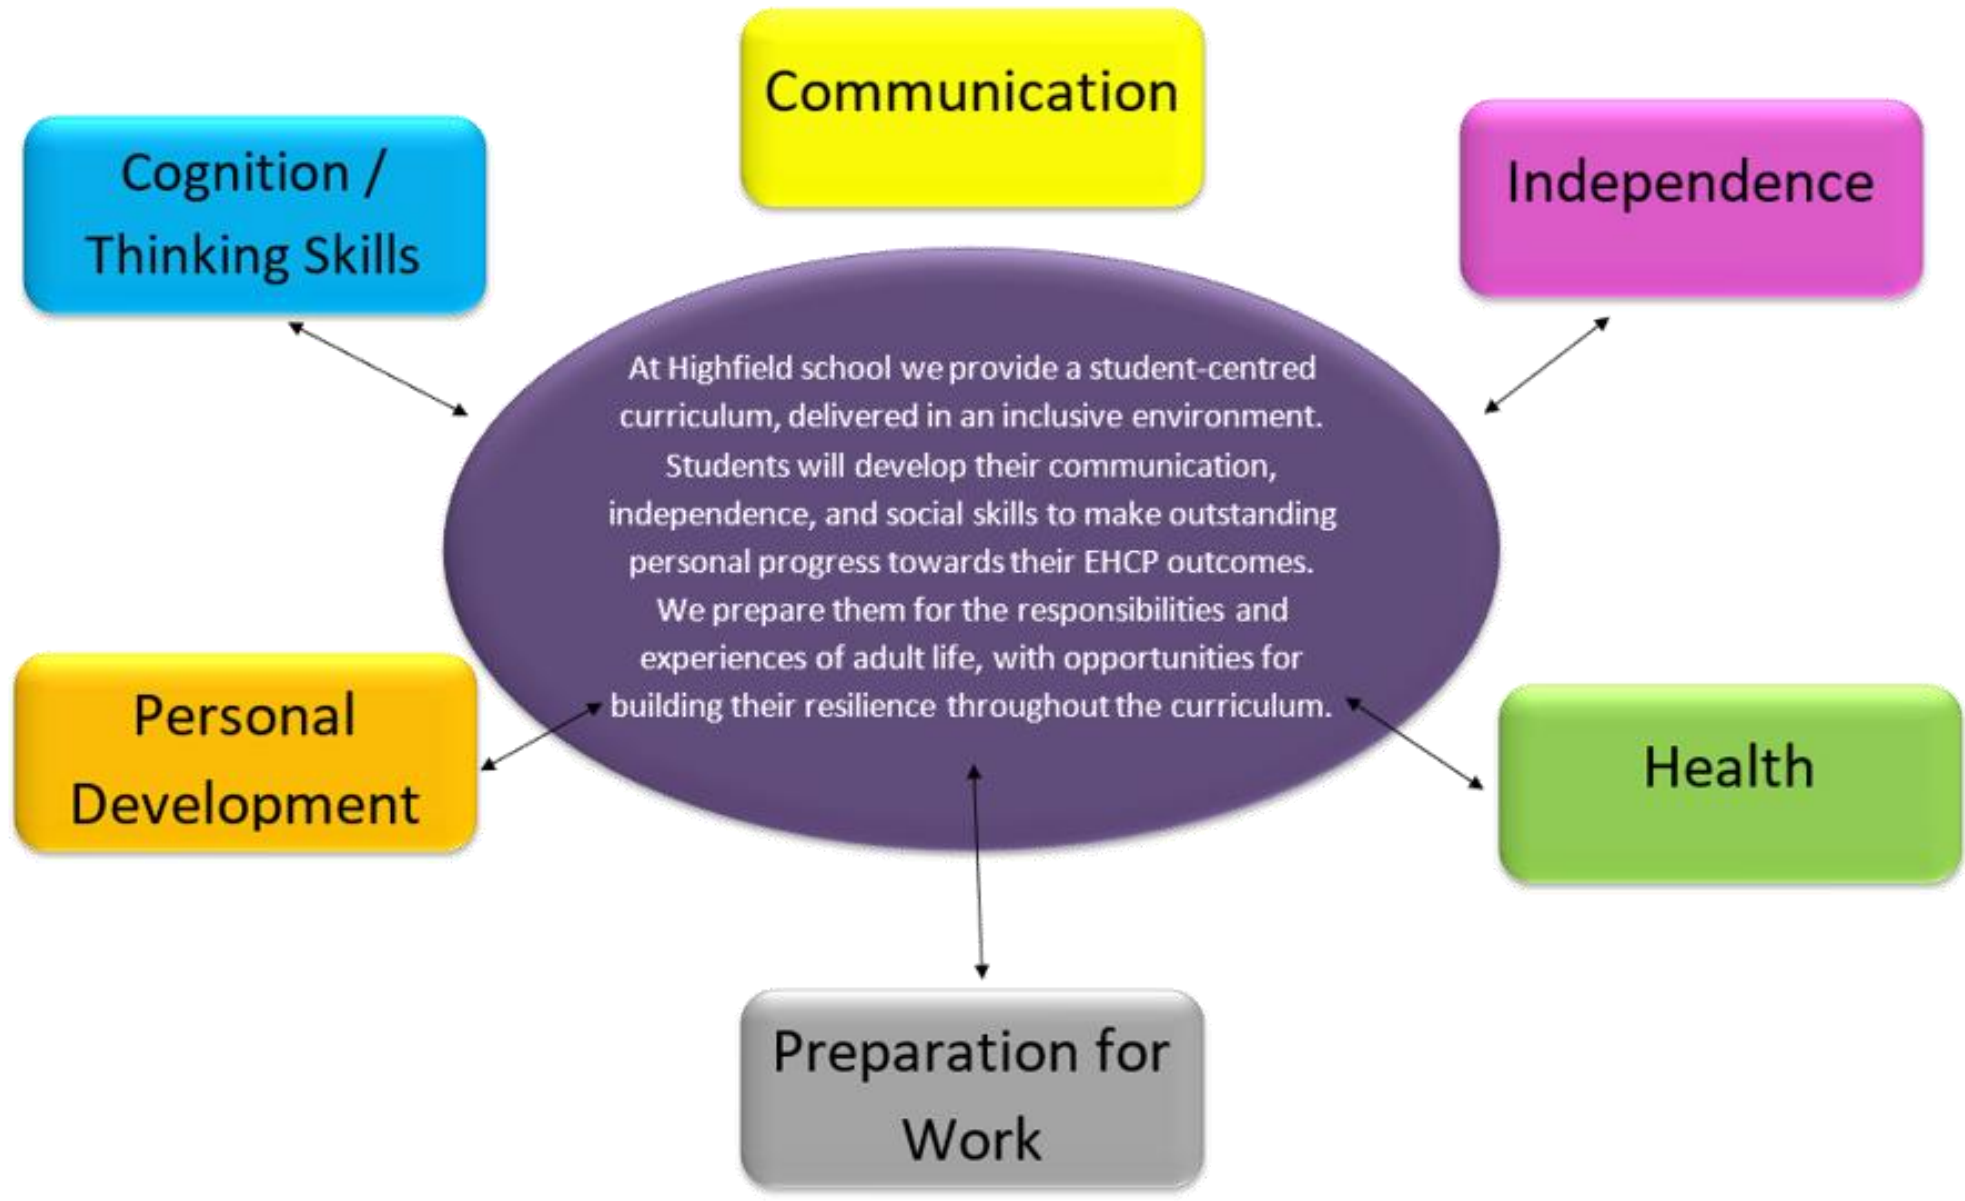 Communication
Cognition /
Thinking Skills
Independence
At Highfield school we provide a student-centred
curriculum, delivered in an inclusive environment.
Students will develop their communication,
independence, and social skills to make outstanding
personal progress towards their EHCP outcomes.
We prepare them for the responsibilities and
experiences of adult life, with opportunities for
building their resilience throughout the curriculum.
Personal
Development
Health
Preparation for
Work